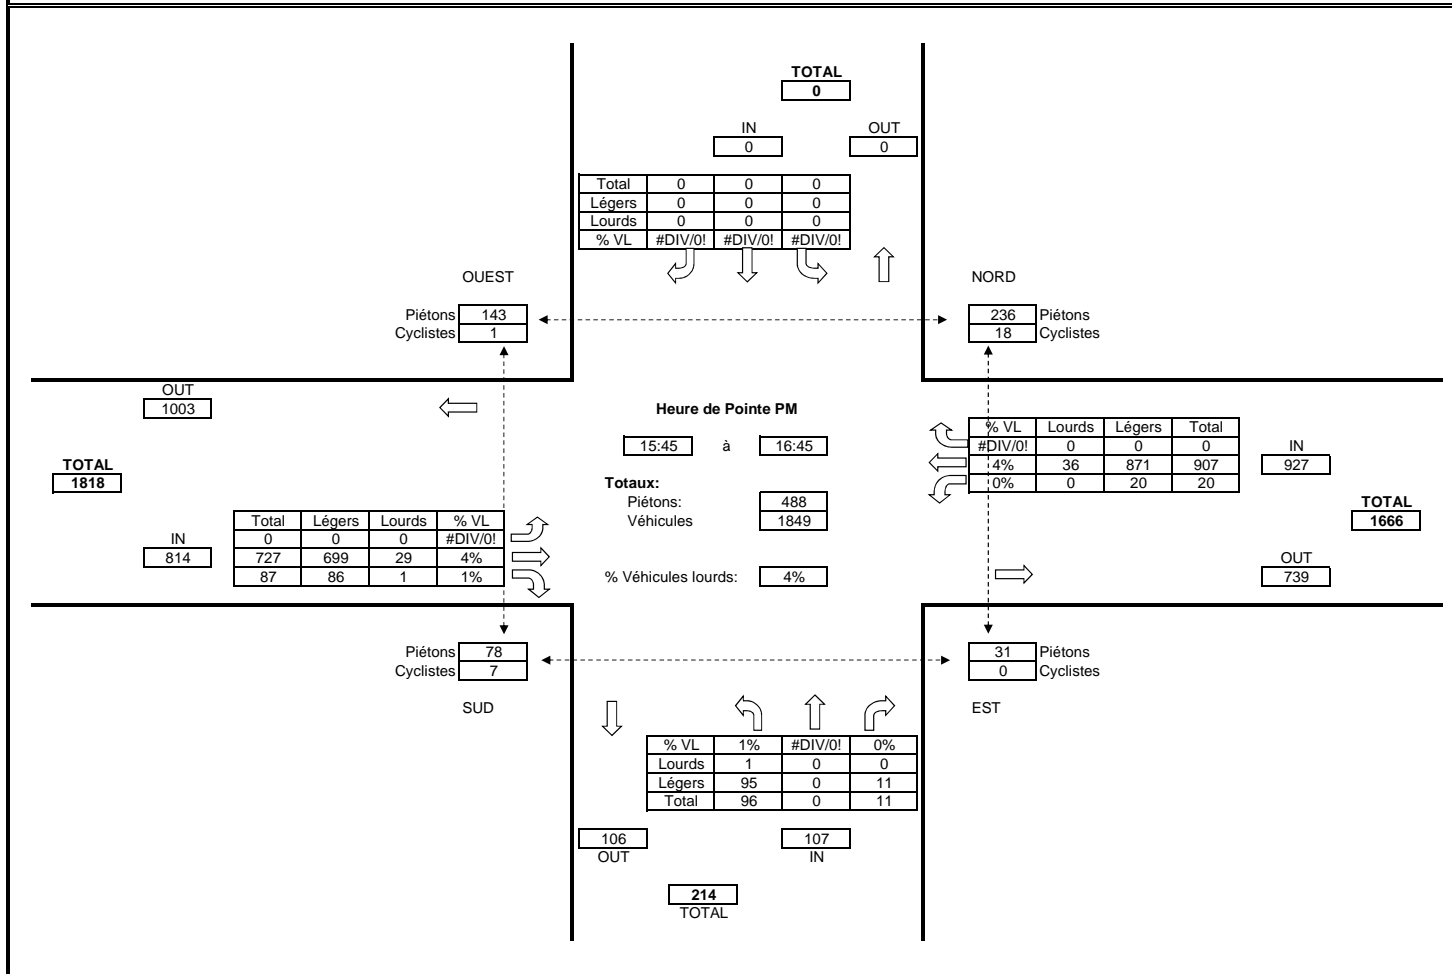 TOTAL
0
IN OUT
0 0
Total 0 0 0
Légers 0 0 0
Lourds 0 0 0
% VL #DIV/0! #DIV/0! #DIV/0!
OUEST NORD
Piétons 143 236 Piétons
Cyclistes 1 18 Cyclistes
OUT
1003
Heure de Pointe PM
15:45 à 16:45
% VL Lourds Légers Total
#DIV/0! 0 0 0
4% 36 871 907
0% 0 20 20
IN
927
TOTAL
1818
Totaux:
Piétons: 488
Véhicules 1849
TOTAL
1666
Total Légers Lourds % VL
0 0 0 #DIV/0!
727 699 29 4%
87 86 1 1%
IN
814
% Véhicules lourds: 4%
OUT
739
Piétons 78 31 Piétons
Cyclistes 7 0 Cyclistes
SUD EST
% VL 1% #DIV/0! 0%
Lourds 1 0 0
Légers 95 0 11
Total 96 0 11
106 107
OUT IN
214
TOTAL